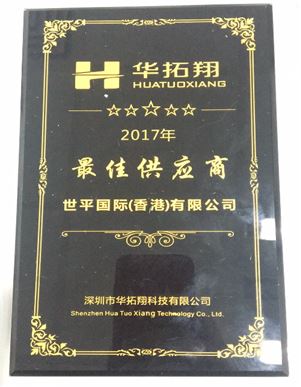 华拓翔
HUATUOXIANG
2017年
最佳供应商
世平国际(香港)有限公司
深圳市华拓翔科技有限公司
Shenzhen Hua Tuo Xiang Technology Co., Ltd.